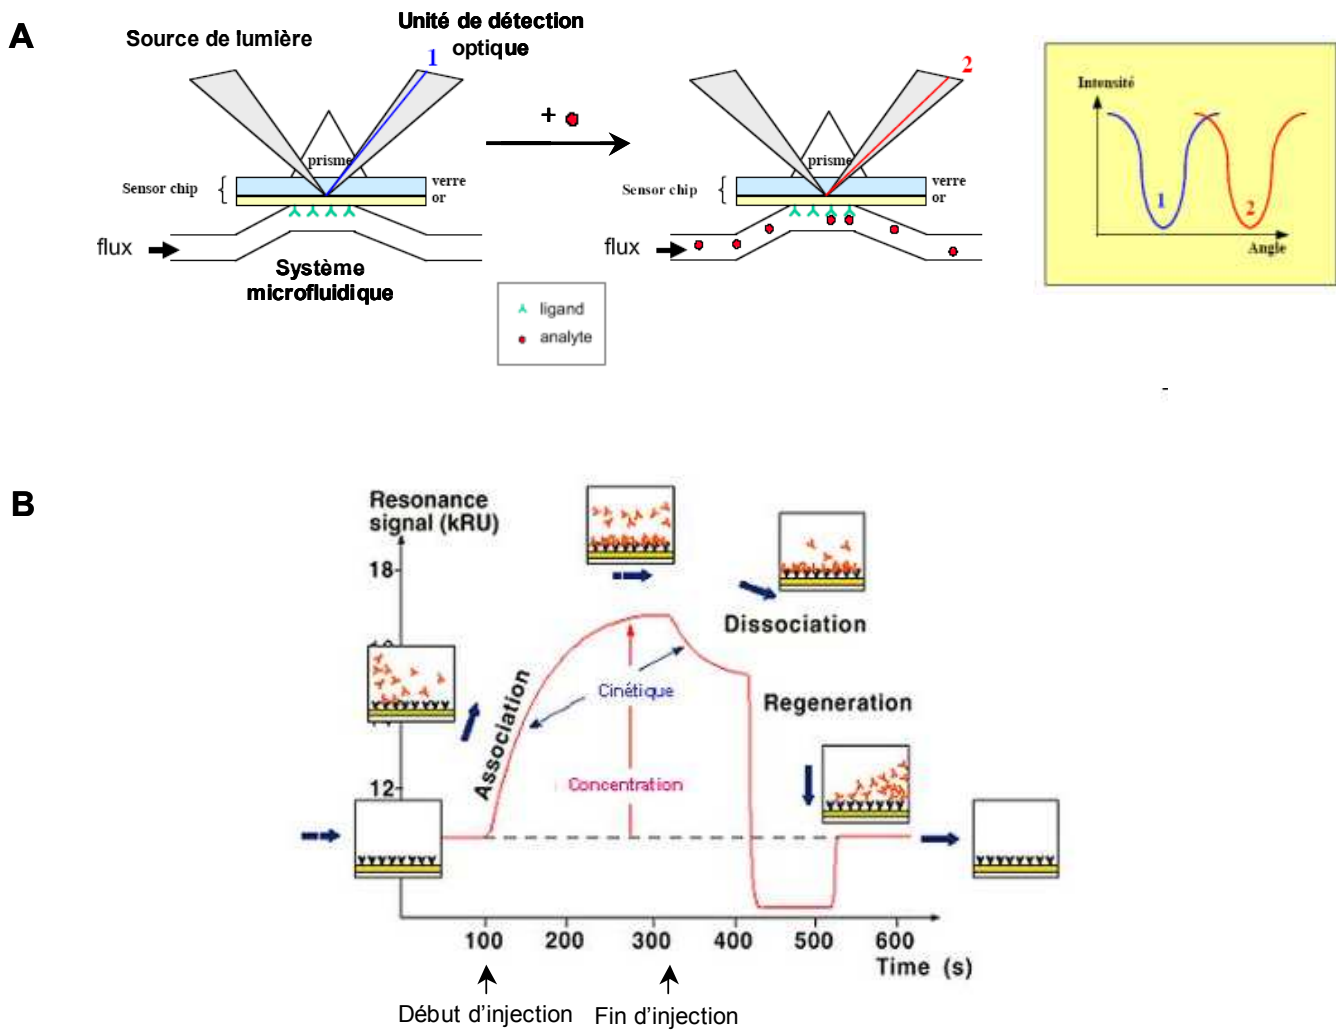 A
Source de lumière
Unité de détection
optique
1
+
2
prisme
prisme
Sensor chip
verre
or
Sensor chip
verre
or
flux
flux
Système
microfluidique
ligand
analyte
Intensité
1
2
Angle
-
B
Resonance
signal (kRU)
18
12
Association
Dissociation
Cinétique
Regeneration
Concentration
100 200 300 400 500 600
Time (s)
Début d'injection Fin d'injection